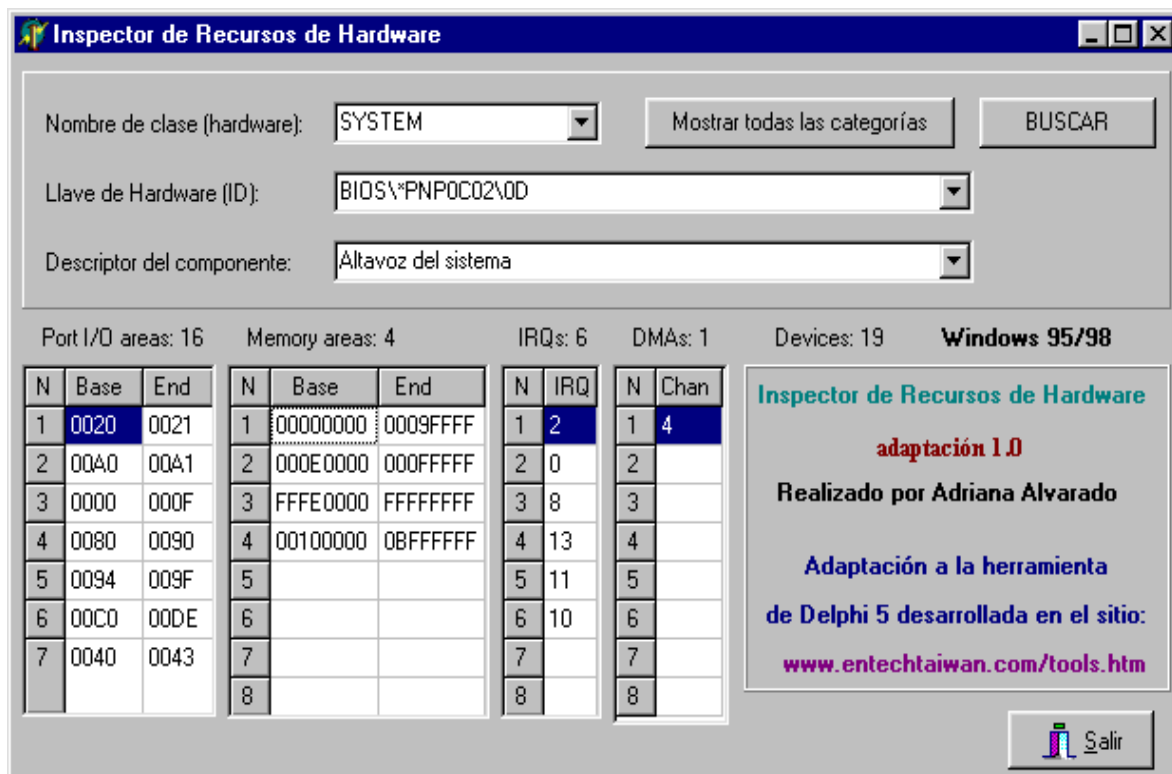 Inspector de Recursos de Hardware
Nombre de clase (hardware): SYSTEM Mostrar todas las categorías BUSCAR
Llave de Hardware (ID): BIOS\*PNP0C02\0D
Descriptor del componente: Altavoz del sistema
Port I/O areas: 16 Memory areas: 4 IRQs: 6 DMAs: 1 Devices: 19 Windows 95/98
N Base End N Base End N IRQ N Chan
1 0020 0021 1 00000000 0009FFFF 1 2 1 4
2 00A0 00A1 2 000E0000 000FFFFF 2 0 2
3 0000 000F 3 FFFE0000 FFFFFFFF 3 8 3
4 0080 0090 4 00100000 0BFFFFFF 4 13 4
5 0094 009F 5 5 11 5
6 00C0 00DE 6 6 10 6
7 0040 0043 7 7 7
8 8 8
Inspector de Recursos de Hardware
adaptación 1.0
Realizado por Adriana Alvarado
Adaptación a la herramienta
de Delphi 5 desarrollada en el sitio:
www.entechtaiwan.com/tools.htm
Salir